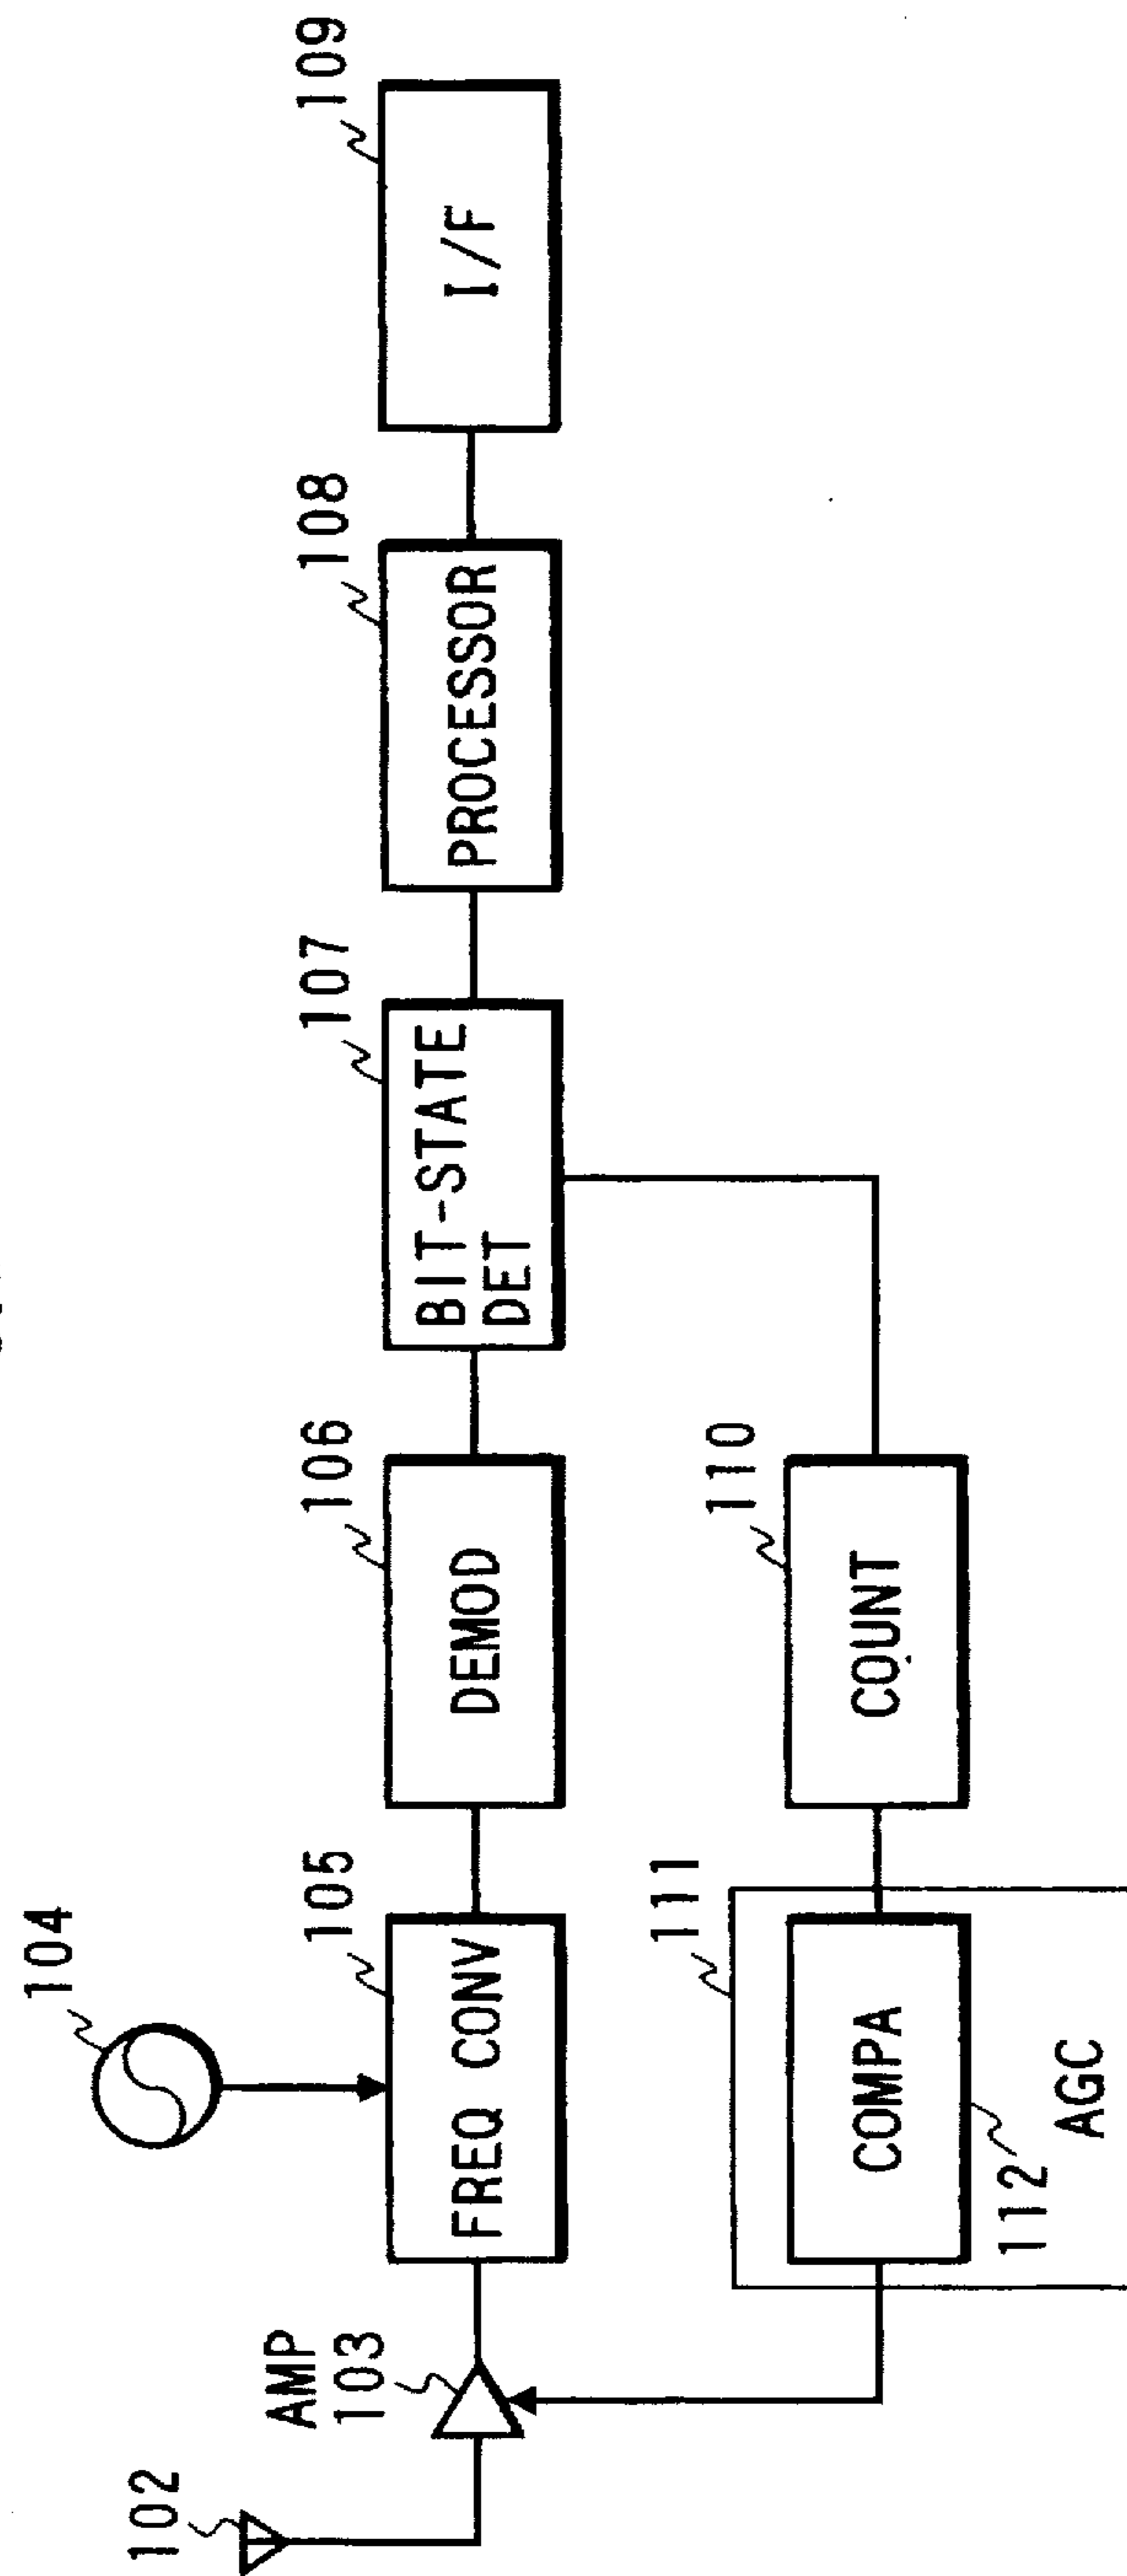 104
109
108
107
106
105
AMP
103
102
I/F
PROCESSOR
BIT-STATE
DET
DEMOD
FREQ CONV
110
111
COUNT
COMPA
112
AGC